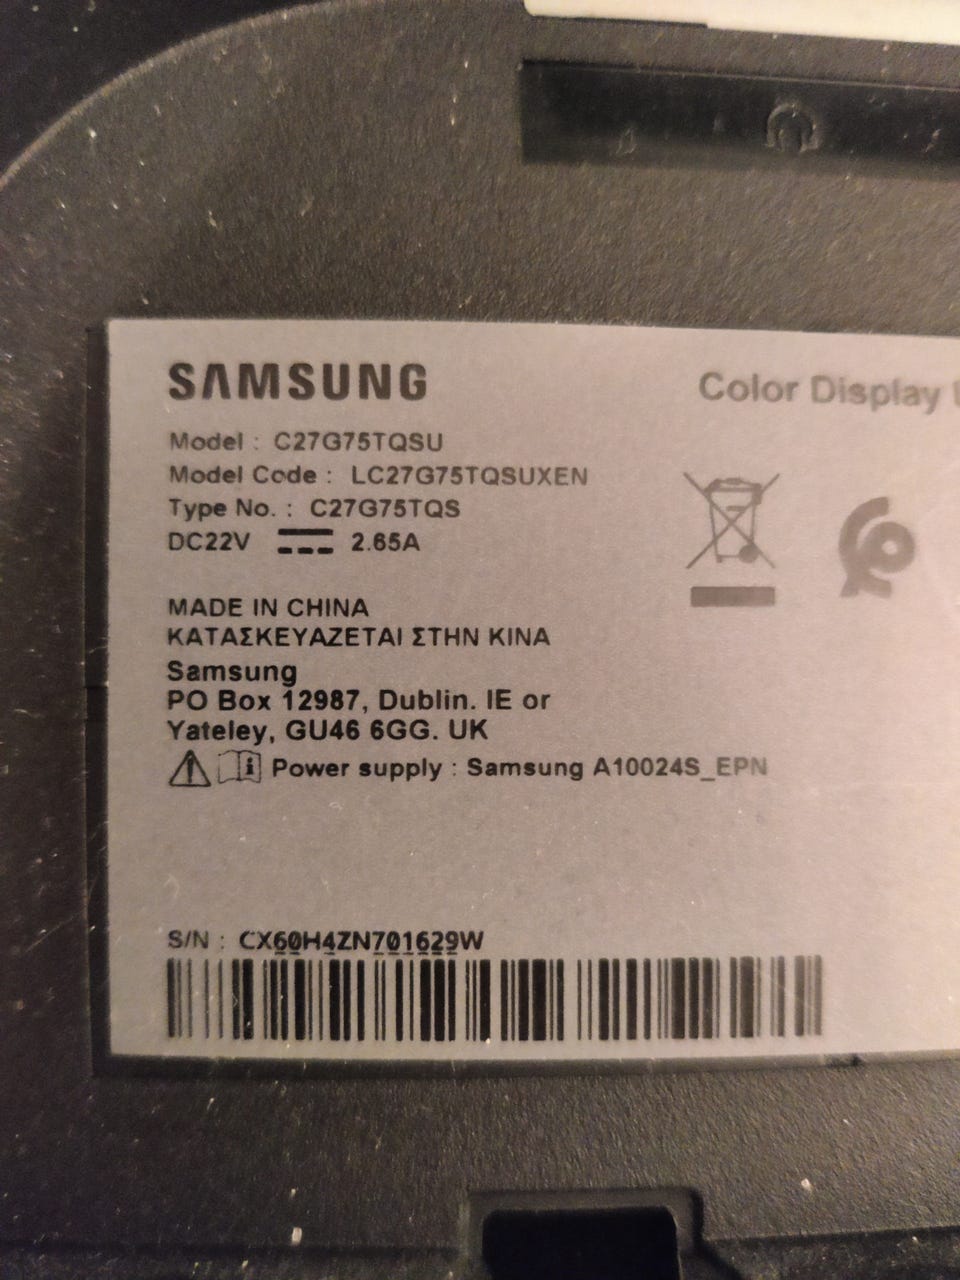 SAMSUNG
Color Display
Model : C27G75TQSU
Model Code : LC27G75TQSUXEN
Type No. : C27G75TQS
DC22V 2.65A
MADE IN CHINA
ΚΑΤΑΣΚΕΥΑΖΕΤΑΙ ΣΤΗΝ ΚΙΝΑ
Samsung
PO Box 12987, Dublin. IE or
Yateley, GU46 6GG. UK
Power supply : Samsung A10024S_EPN
S/N : CX60H4ZN701629W